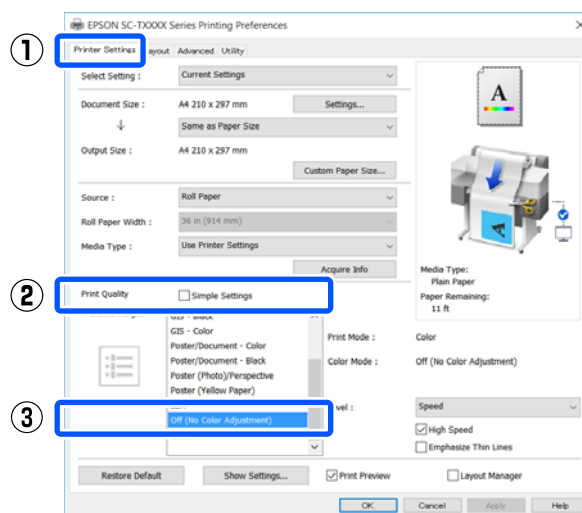 EPSON SC-TXXXX Series Printing Preferences
①
Printer Settings ayout Advanced Utility
Select Setting : Current Settings
Document Size : A4 210 x 297 mm Settings...
Same as Paper Size
Output Size : A4 210 x 297 mm
Custom Paper Size...
Source : Roll Paper
Roll Paper Width : 36 in (914 mm)
Media Type : Use Printer Settings
Acquire Info
A
A
Media Type:
Plain Paper
Paper Remaining:
11 ft
②
Print Quality Simple Settings
GIS - Black
GIS - Color
Poster/Document - Color
Poster/Document - Black
Poster (Photo)/Perspective
Poster (Yellow Paper)
③
Off (No Color Adjustment)
Print Mode : Color
Color Mode : Off (No Color Adjustment)
vel : Speed
High Speed
Emphasize Thin Lines
Restore Default Show Settings... Print Preview Layout Manager
OK Cancel Apply Help